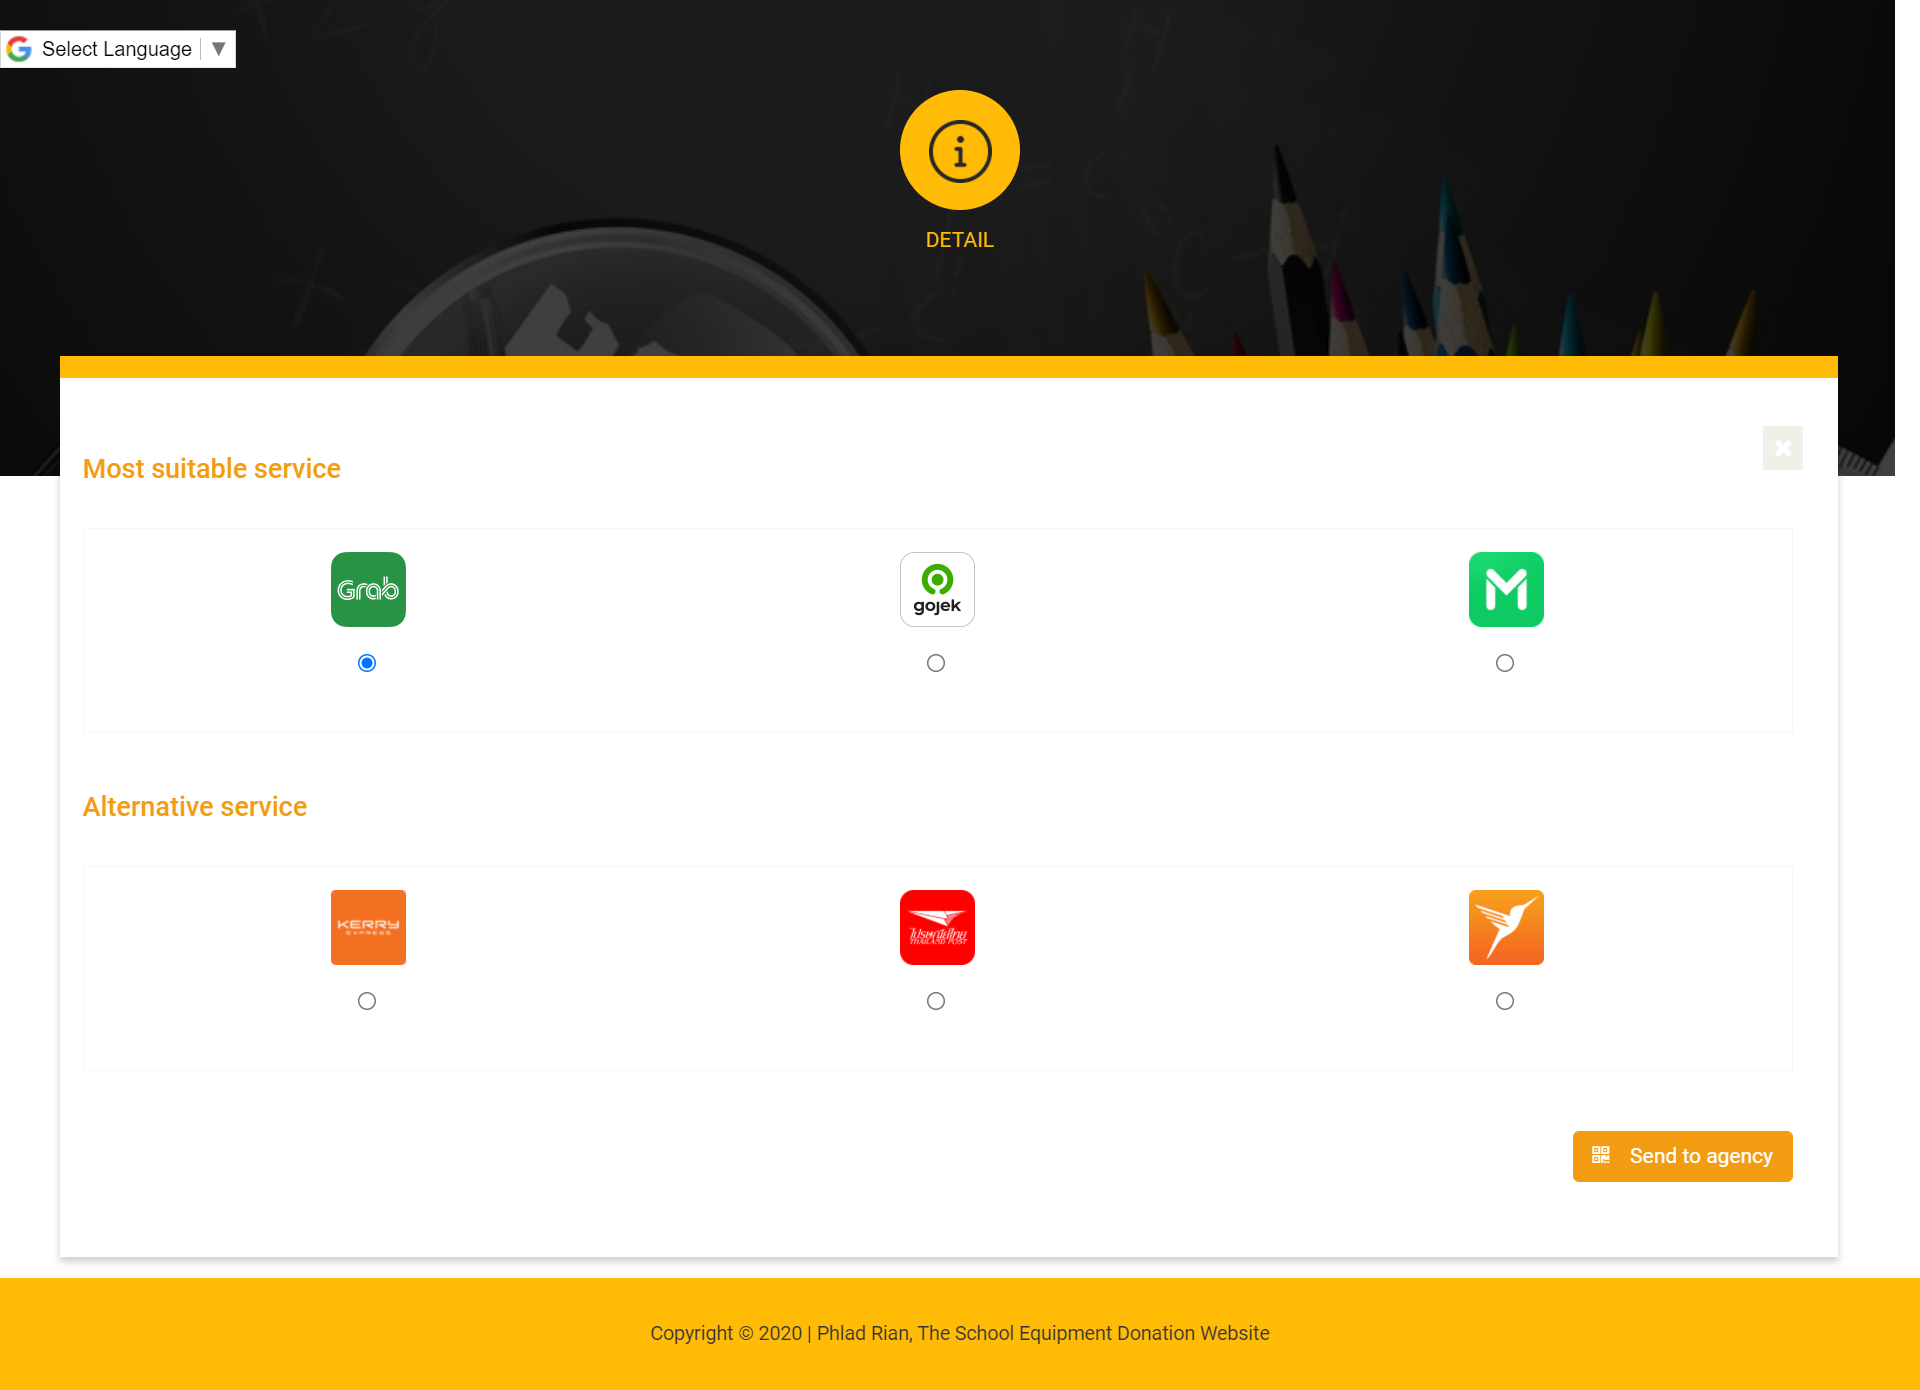 Select Language ▼
DETAIL
Most suitable service
Grab
gojek
Alternative service
KERRY
EXPRESS
ไปรษณีย์ไทย
THAILAND POST
Send to agency
Copyright © 2020 | Phlad Rian, The School Equipment Donation Website